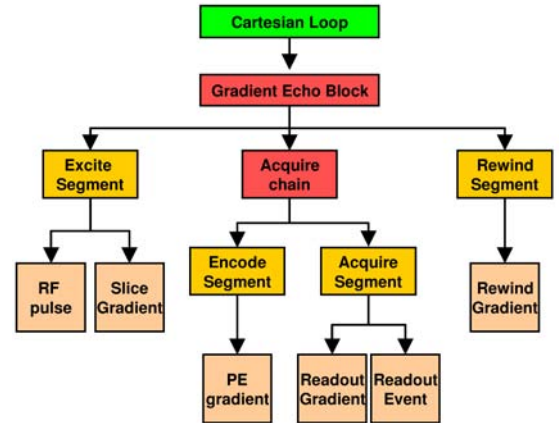 Cartesian Loop
Gradient Echo Block
Excite
Segment
Acquire
chain
Rewind
Segment
RF
pulse
Slice
Gradient
Encode
Segment
Acquire
Segment
Rewind
Gradient
PE
gradient
Readout
Gradient
Readout
Event